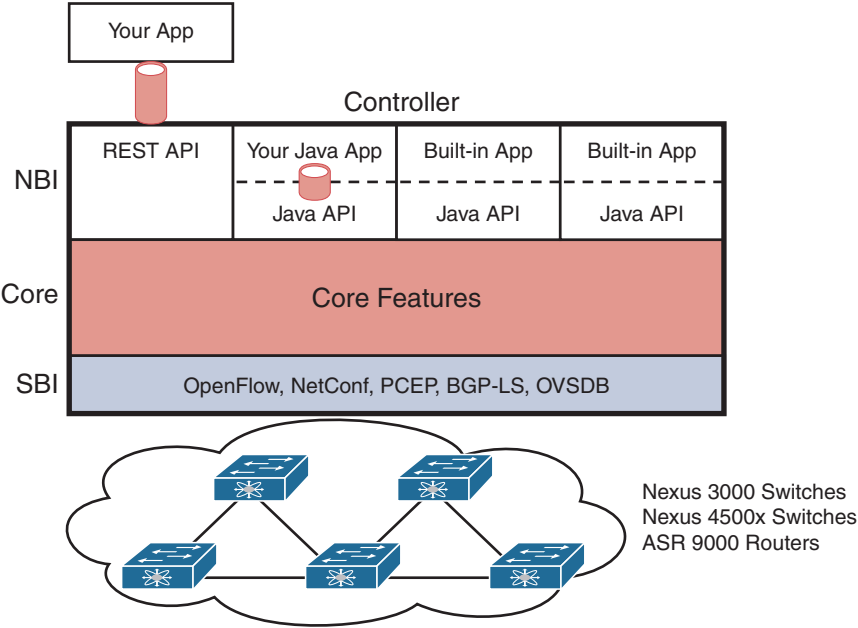 Your App
Controller
NBI
REST API
Your Java App
Built-in App
Built-in App
Java API
Java API
Java API
Core
Core Features
SBI
OpenFlow, NetConf, PCEP, BGP-LS, OVSDB
Nexus 3000 Switches
Nexus 4500x Switches
ASR 9000 Routers